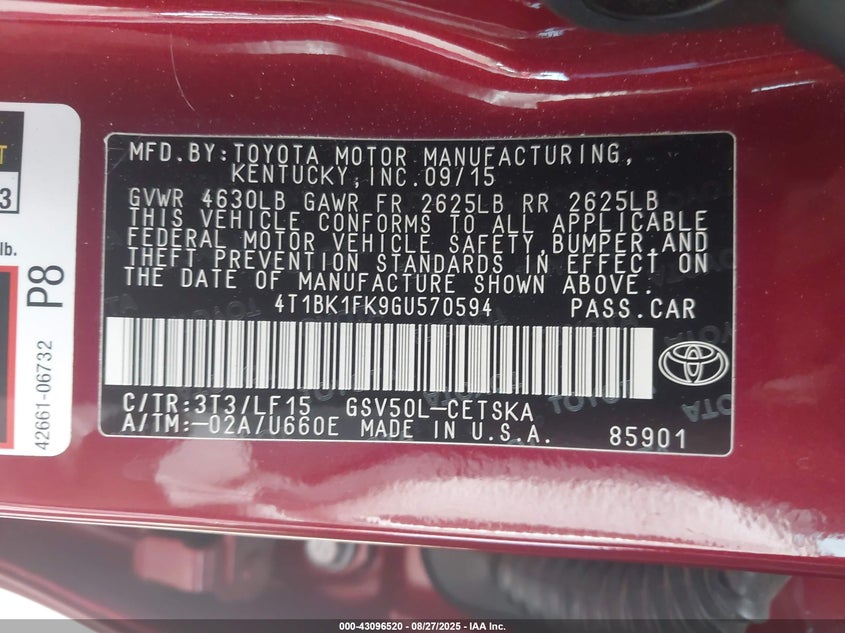 MFD.BY:TOYOTA MOTOR MANUFACTURING,
KENTUCKY,INC.09/15
GVWR 4630LB GAWR FR 2625LB RR 2625LB
THIS VEHICLE CONFORMS TO ALL APPLICABLE
FEDERAL MOTOR VEHICLE SAFETY,BUMPER,AND
THEFT PREVENTION STANDARDS IN EFFECT ON
THE DATE OF MANUFACTURE SHOWN ABOVE.
4T1BK1FK9GU570594 PASS.CAR
C/TR:3T3/LF15 GSV50L-CETSKA
A/TM:-02A/U660E MADE IN U.S.A. 85901
3
lb.
P8
42661-06732
000-43096520 | 08/27/2025 | IAA Inc.